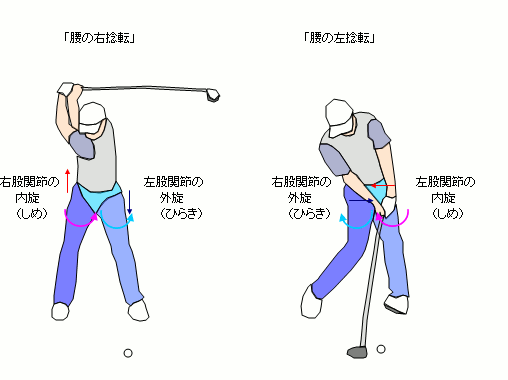 「腰の右捻転」
「腰の左捻転」
右股関節の
内旋
（しめ）
左股関節の
外旋
（ひらき）
右股関節の
外旋
（ひらき）
左股関節の
内旋
（しめ）